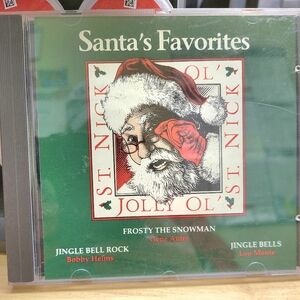 Santa's Favorites
OL'
ST. NICK
ST. NICK
JOLLY OL'
FROSTY THE SNOWMAN
Gene Autry
JINGLE BELL ROCK
Bobby Helms
JINGLE BELLS
Lou Monte